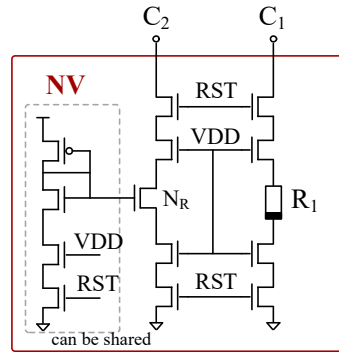 C2 C1
RST
NV
VDD
NR
R1
VDD
RST
RST
can be shared